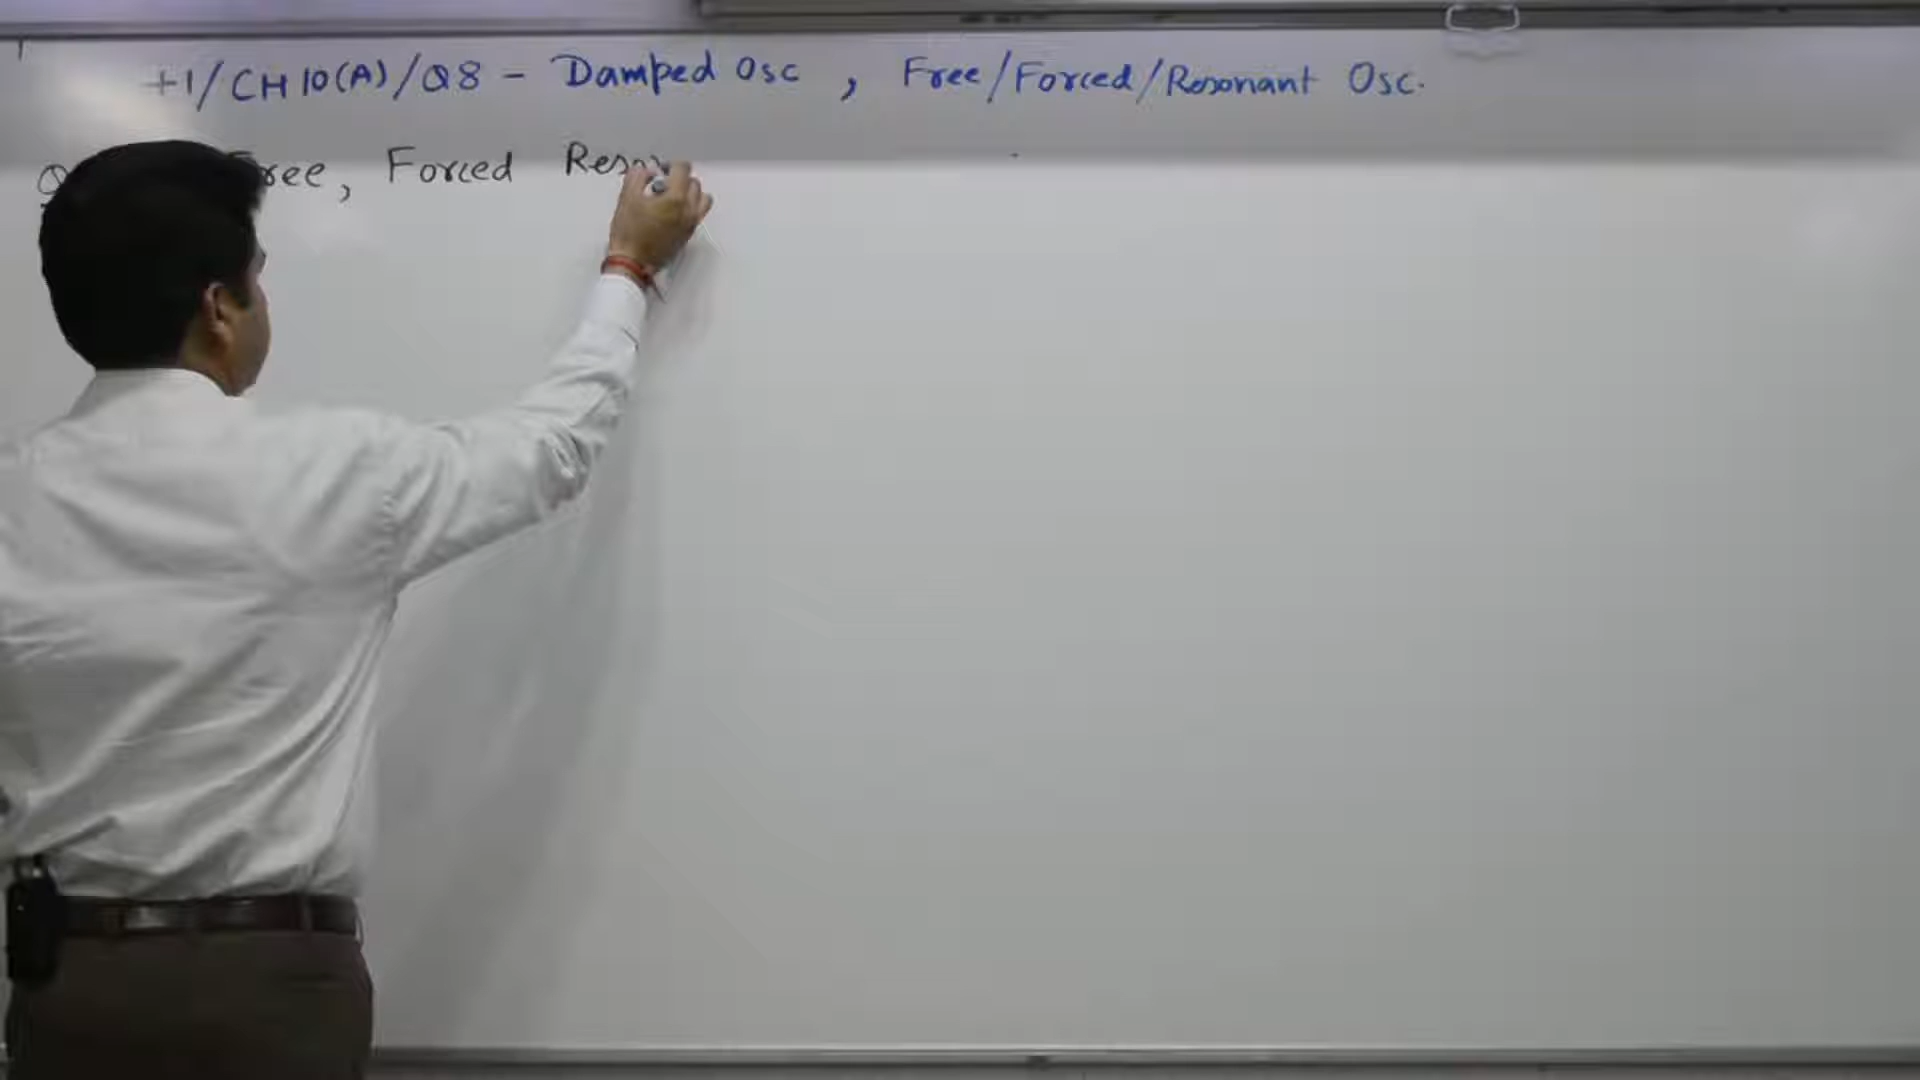 +1/CH10(A)/Q8 - Damped Osc , Free/Forced/Resonant Osc.
Free, Forced